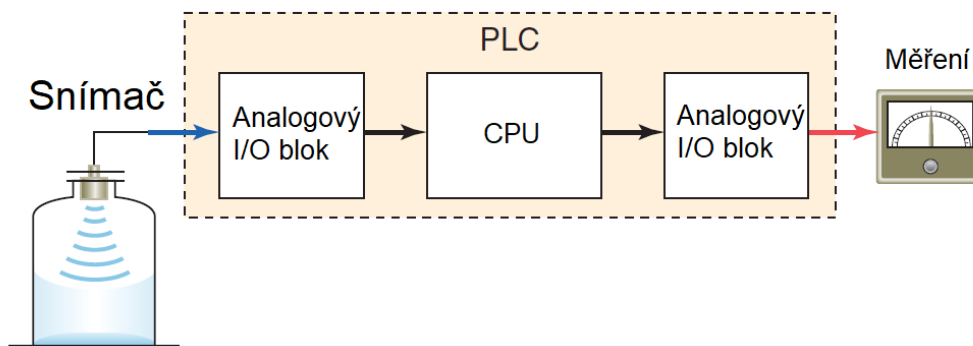 PLC
Měření
Snímač
Analogový
I/O blok
CPU
Analogový
I/O blok